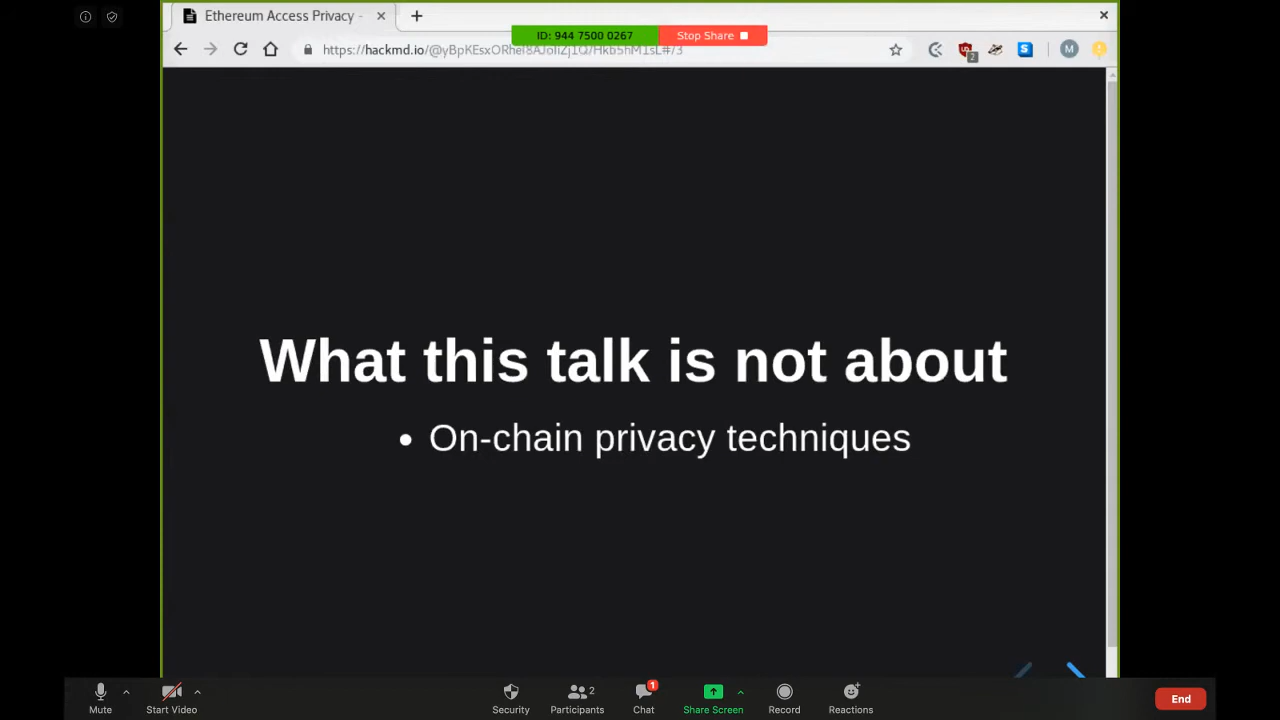 Ethereum Access Privacy -
ID: 944 7500 0267
Stop Share
What this talk is not about
• On-chain privacy techniques
2
M
1
2
Mute
Start Video
Security
Participants
Chat
Share Screen
Record
Reactions
End